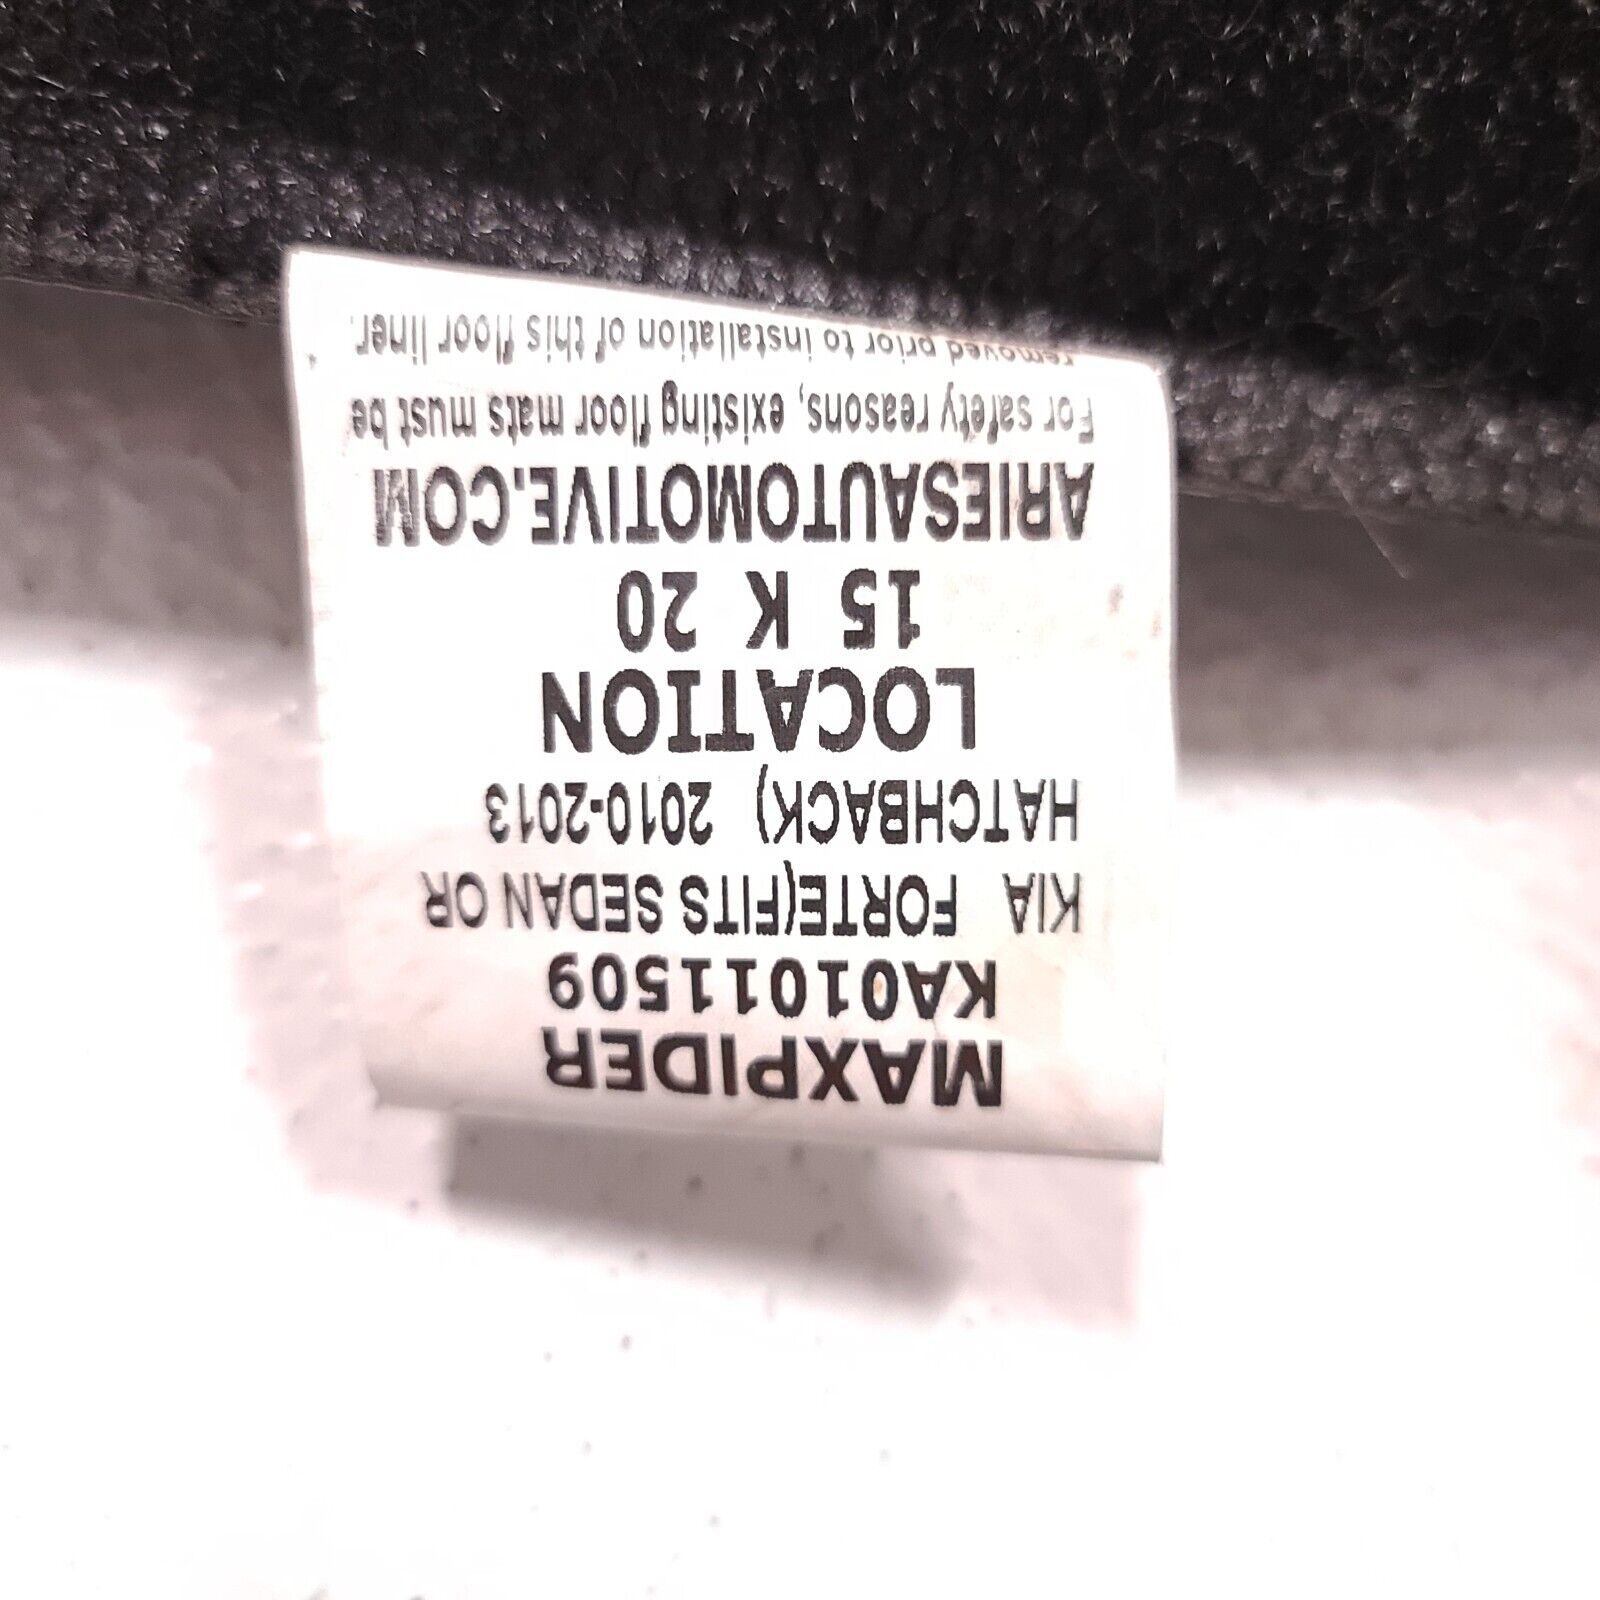 MAXPIDER
KA01011509
KIA FORTE(FITS SEDAN OR
HATCHBACK) 2010-2013
LOCATION
15 K 20
ARIESAUTOMOTIVE.COM
For safety reasons, existing floor mats must be
removed prior to installation of this floor liner.